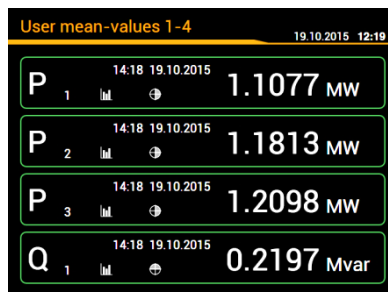 User mean-values 1-4
19.10.2015 12:19
14:18 19.10.2015
P 1 1.1077 MW
14:18 19.10.2015
P 2 1.1813 MW
14:18 19.10.2015
P 3 1.2098 MW
14:18 19.10.2015
Q 1 0.2197 Mvar